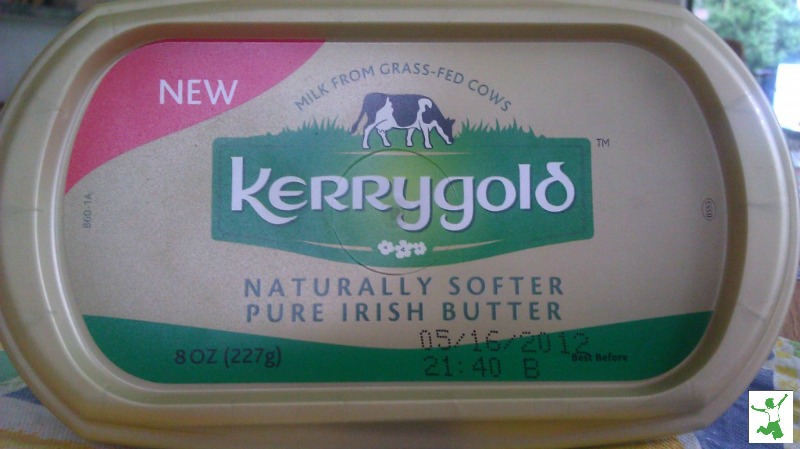 NEW
MILK FROM GRASS-FED COWS
Kerrygold ™
NATURALLY SOFTER
PURE IRISH BUTTER
8 OZ (227g)
05/16/2012
Best Before
21:40 B